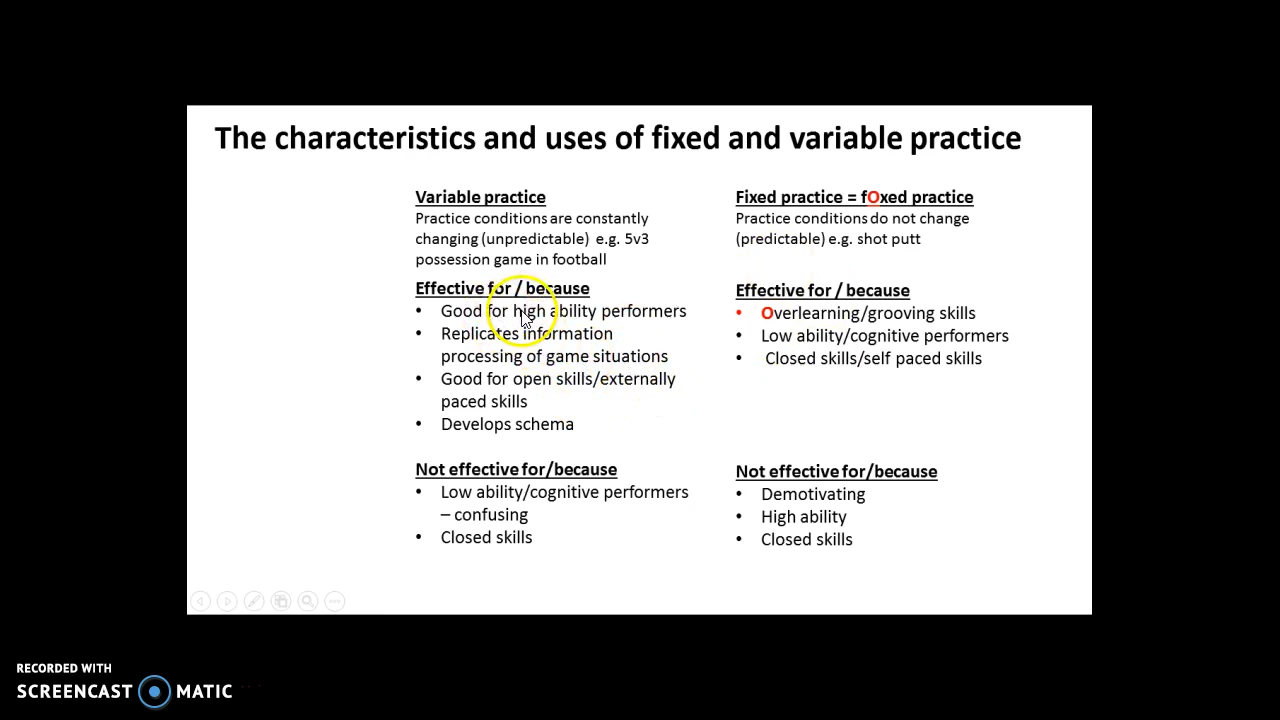 The characteristics and uses of fixed and variable practice
Variable practice
Practice conditions are constantly
changing (unpredictable) e.g. 5v3
possession game in football
Effective for / because
• Good for high ability performers
• Replicates information
processing of game situations
• Good for open skills/externally
paced skills
• Develops schema
Not effective for/because
• Low ability/cognitive performers
– confusing
• Closed skills
Fixed practice = fOxed practice
Practice conditions do not change
(predictable) e.g. shot putt
Effective for / because
• Overlearning/grooving skills
• Low ability/cognitive performers
• Closed skills/self paced skills
Not effective for/because
• Demotivating
• High ability
• Closed skills
RECORDED WITH
SCREENCAST MATIC